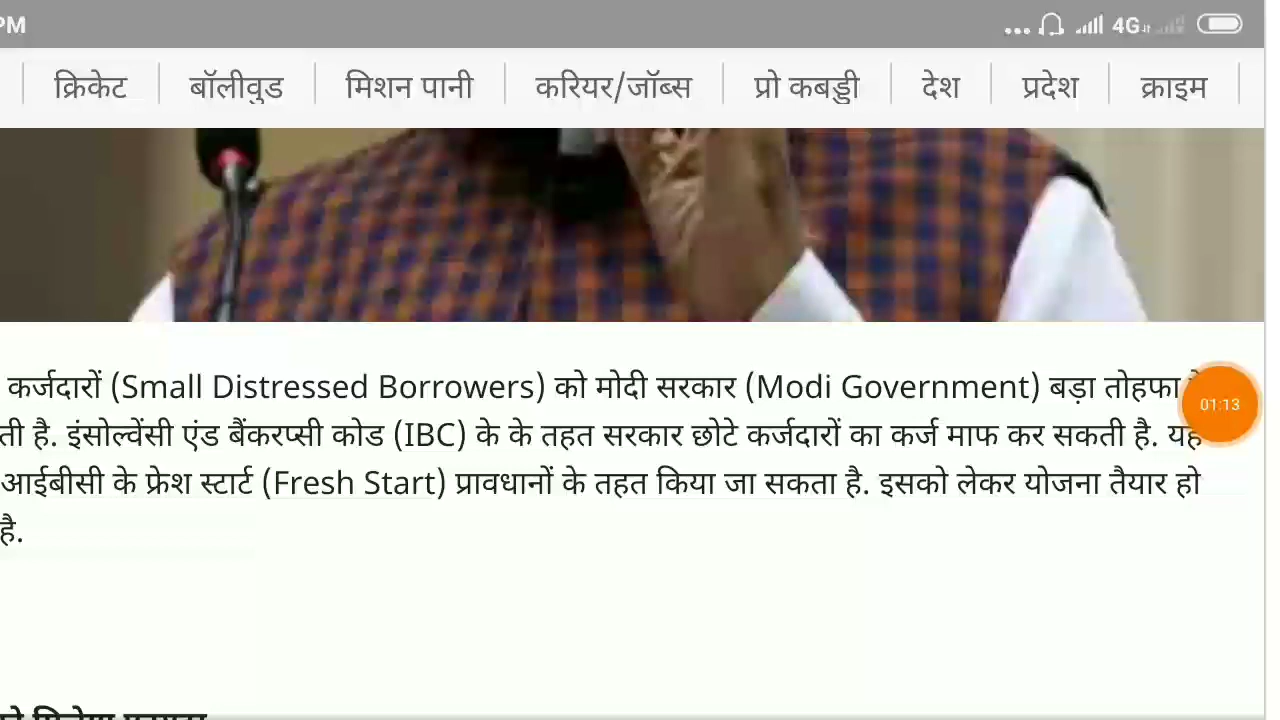 PM ... 4G
क्रिकेट | बॉलीवुड | मिशन पानी | करियर/जॉब्स | प्रो कबड्डी | देश | प्रदेश | क्राइम |
कर्जदारों (Small Distressed Borrowers) को मोदी सरकार (Modi Government) बड़ा तोहफा
01:13
ती है. इंसोल्वेंसी एंड बैंकरप्सी कोड (IBC) के के तहत सरकार छोटे कर्जदारों का कर्ज माफ कर सकती है. यह
आईबीसी के फ्रेश स्टार्ट (Fresh Start) प्रावधानों के तहत किया जा सकता है. इसको लेकर योजना तैयार हो
है.